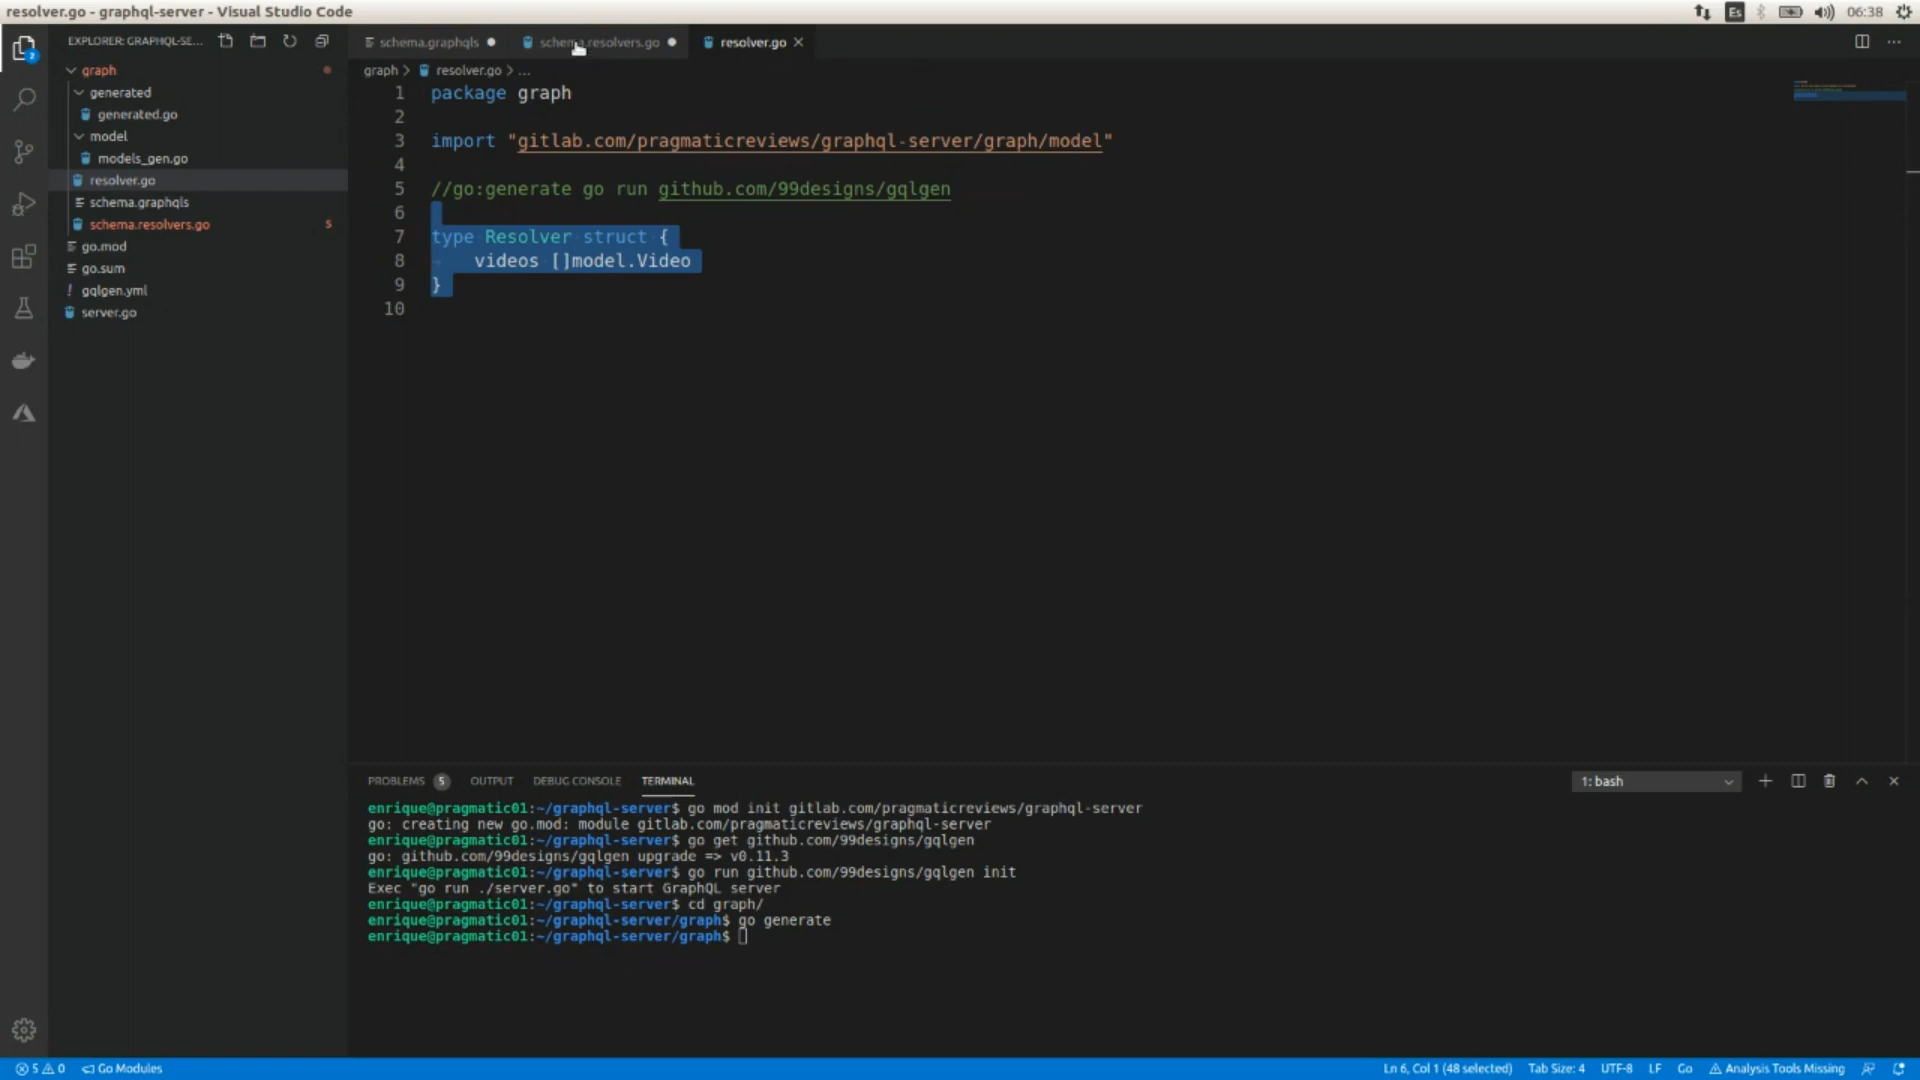 resolver.go - graphql-server - Visual Studio Code
Es
06:38
EXPLORER: GRAPHQL-SE...
schema.graphqls
schema.resolvers.go
resolver.go
graph
graph > resolver.go > ...
generated
generated.go
model
models_gen.go
resolver.go
schema.graphqls
schema.resolvers.go 5
go.mod
go.sum
! gqlgen.yml
server.go
2
1 package graph
2
3 import "gitlab.com/pragmaticreviews/graphql-server/graph/model"
4
5 //go:generate go run github.com/99designs/gqlgen
6
7 type Resolver struct {
8 videos []model.Video
9 }
10
PROBLEMS 5 OUTPUT DEBUG CONSOLE TERMINAL
1: bash
enrique@pragmatic01:~/graphql-server$ go mod init gitlab.com/pragmaticreviews/graphql-server
go: creating new go.mod: module gitlab.com/pragmaticreviews/graphql-server
enrique@pragmatic01:~/graphql-server$ go get github.com/99designs/gqlgen
go: github.com/99designs/gqlgen upgrade => v0.11.3
enrique@pragmatic01:~/graphql-server$ go run github.com/99designs/gqlgen init
Exec "go run ./server.go" to start GraphQL server
enrique@pragmatic01:~/graphql-server$ cd graph/
enrique@pragmatic01:~/graphql-server/graph$ go generate
enrique@pragmatic01:~/graphql-server/graph$
5 0 Go Modules
Ln 6, Col 1 (48 selected) Tab Size: 4 UTF-8 LF Go Analysis Tools Missing